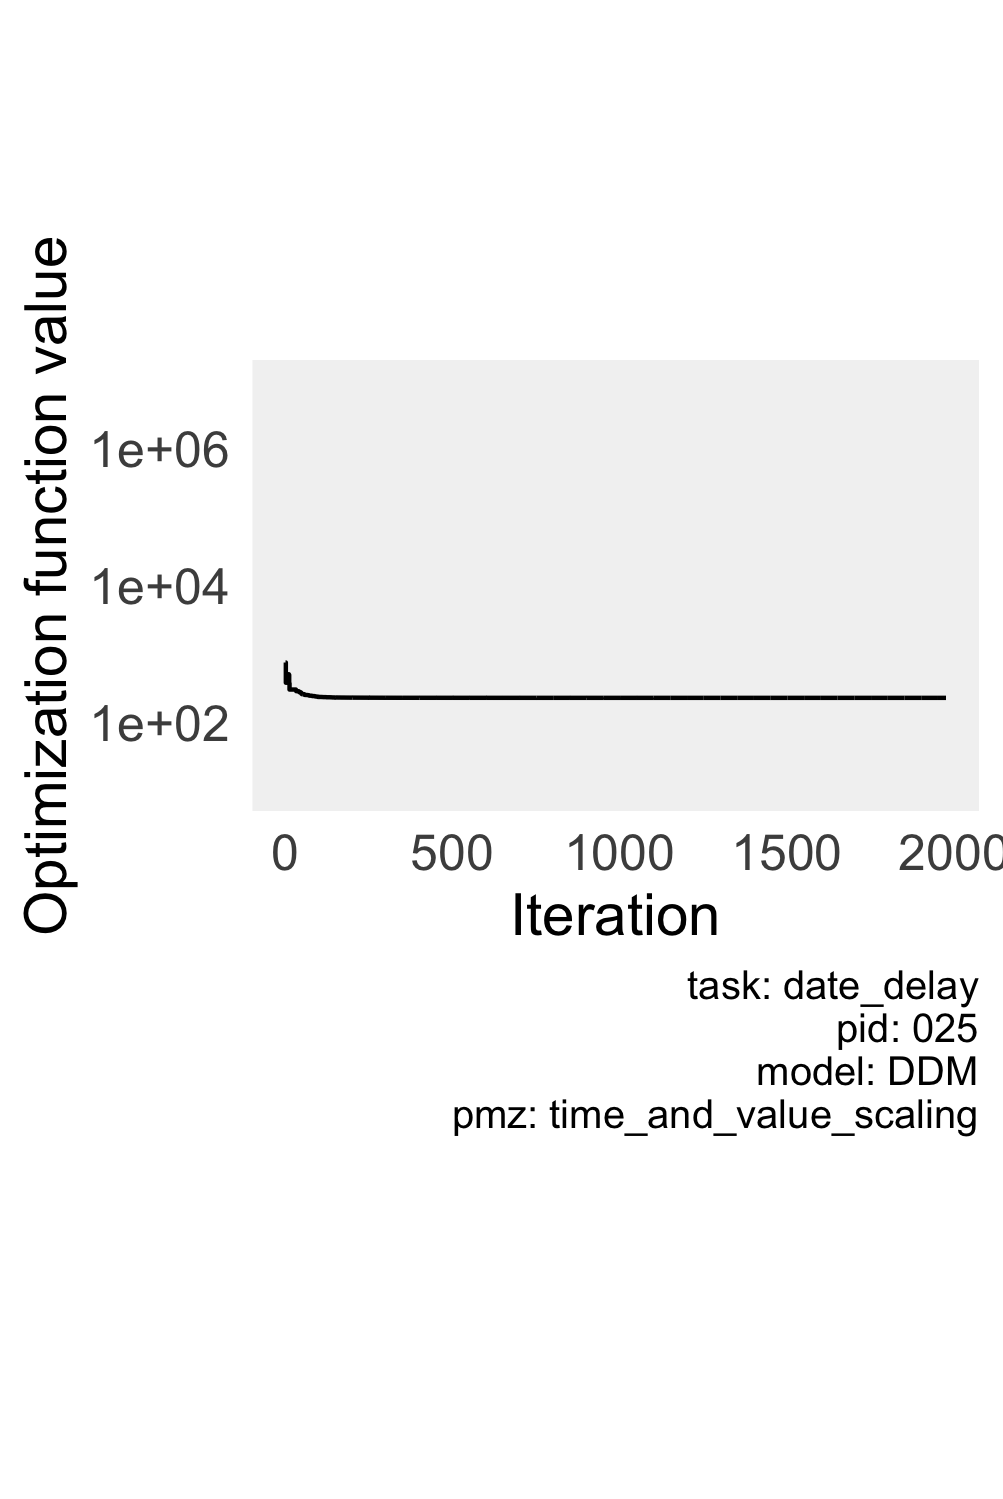 Optimization function value
1e+06
1e+04
1e+02
0 500 1000 1500 2000
Iteration
task: date_delay
pid: 025
model: DDM
pmz: time_and_value_scaling